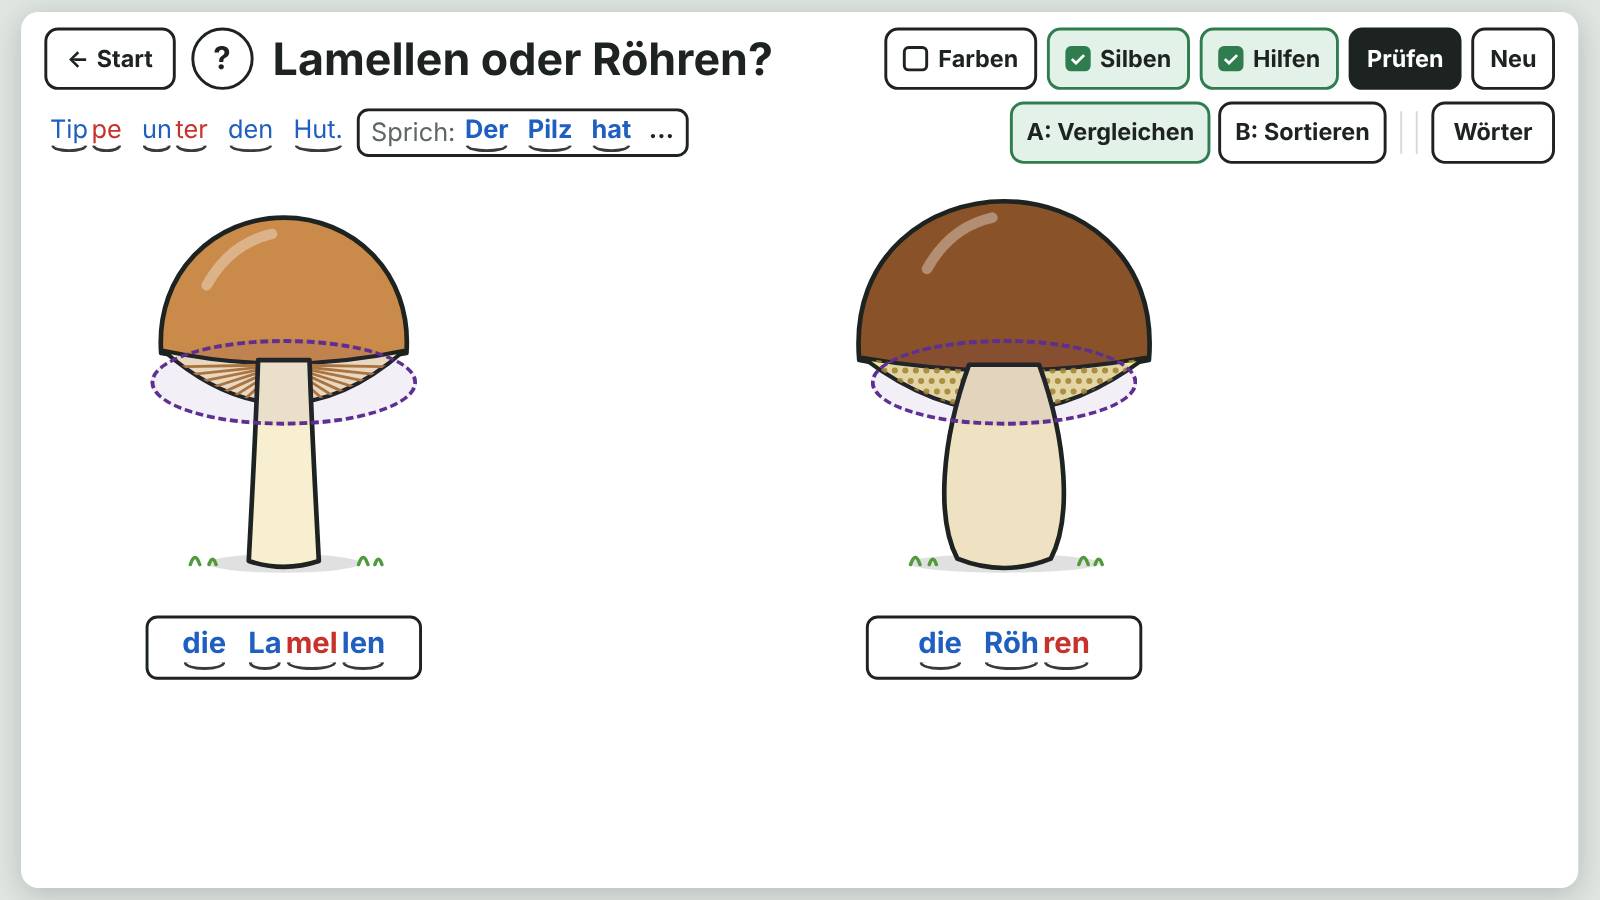 ← Start ? Lamellen oder Röhren? Farben Silben Hilfen Prüfen Neu
Tippe unter den Hut. Sprich: Der Pilz hat ... A: Vergleichen B: Sortieren Wörter
die Lamellen
die Röhren